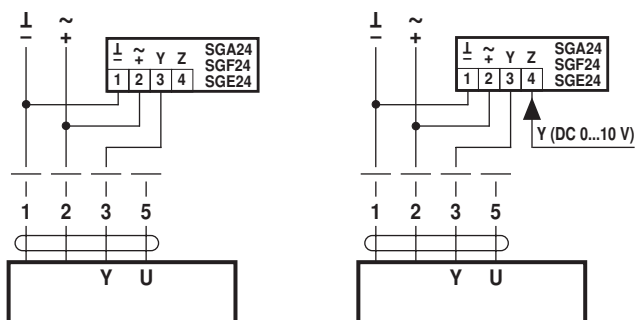 ⊥ ~
− +
⊥ ~ Y Z SGA24
− + SGF24
1 2 3 4 SGE24
1 2 3 5
Y U
⊥ ~
− +
⊥ ~ Y Z SGA24
− + SGF24
1 2 3 4 SGE24
Y (DC 0...10 V)
1 2 3 5
Y U